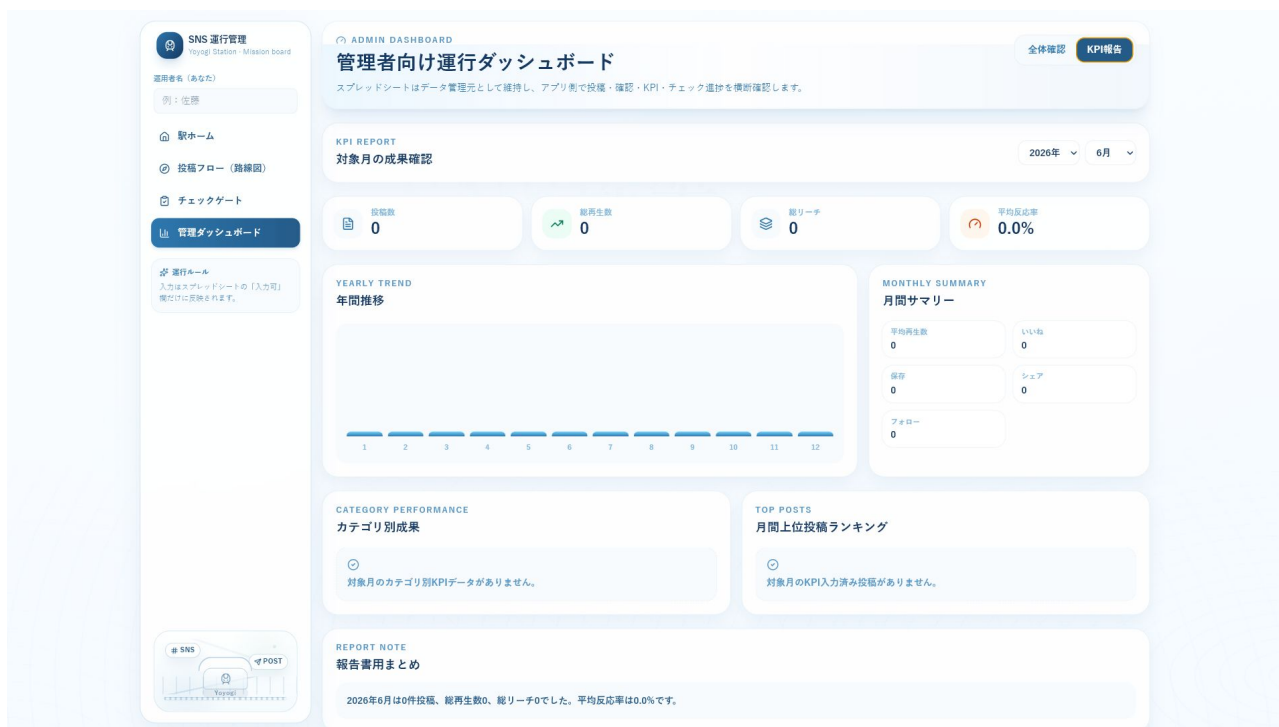 SNS 運行管理
Yoyogi Station · Mission board
運用者名（あなた）
例：佐藤
駅ホーム
投稿フロー（路線図）
チェックゲート
管理ダッシュボード
運行ルール
入力はスプレッドシートの「入力可」
欄だけに反映されます。
# SNS
POST
Yoyogi
ADMIN DASHBOARD
管理者向け運行ダッシュボード
スプレッドシートはデータ管理元として維持し、アプリ側で投稿・確認・KPI・チェック進捗を横断確認します。
全体確認
KPI報告
KPI REPORT
対象月の成果確認
2026年
6月
投稿数
0
総再生数
0
総リーチ
0
平均反応率
0.0%
YEARLY TREND
年間推移
1 2 3 4 5 6 7 8 9 10 11 12
MONTHLY SUMMARY
月間サマリー
平均再生数
0
いいね
0
保存
0
シェア
0
フォロー
0
CATEGORY PERFORMANCE
カテゴリ別成果
対象月のカテゴリ別KPIデータがありません。
TOP POSTS
月間上位投稿ランキング
対象月のKPI入力済み投稿がありません。
REPORT NOTE
報告書用まとめ
2026年6月は0件投稿、総再生数0、総リーチ0でした。平均反応率は0.0%です。